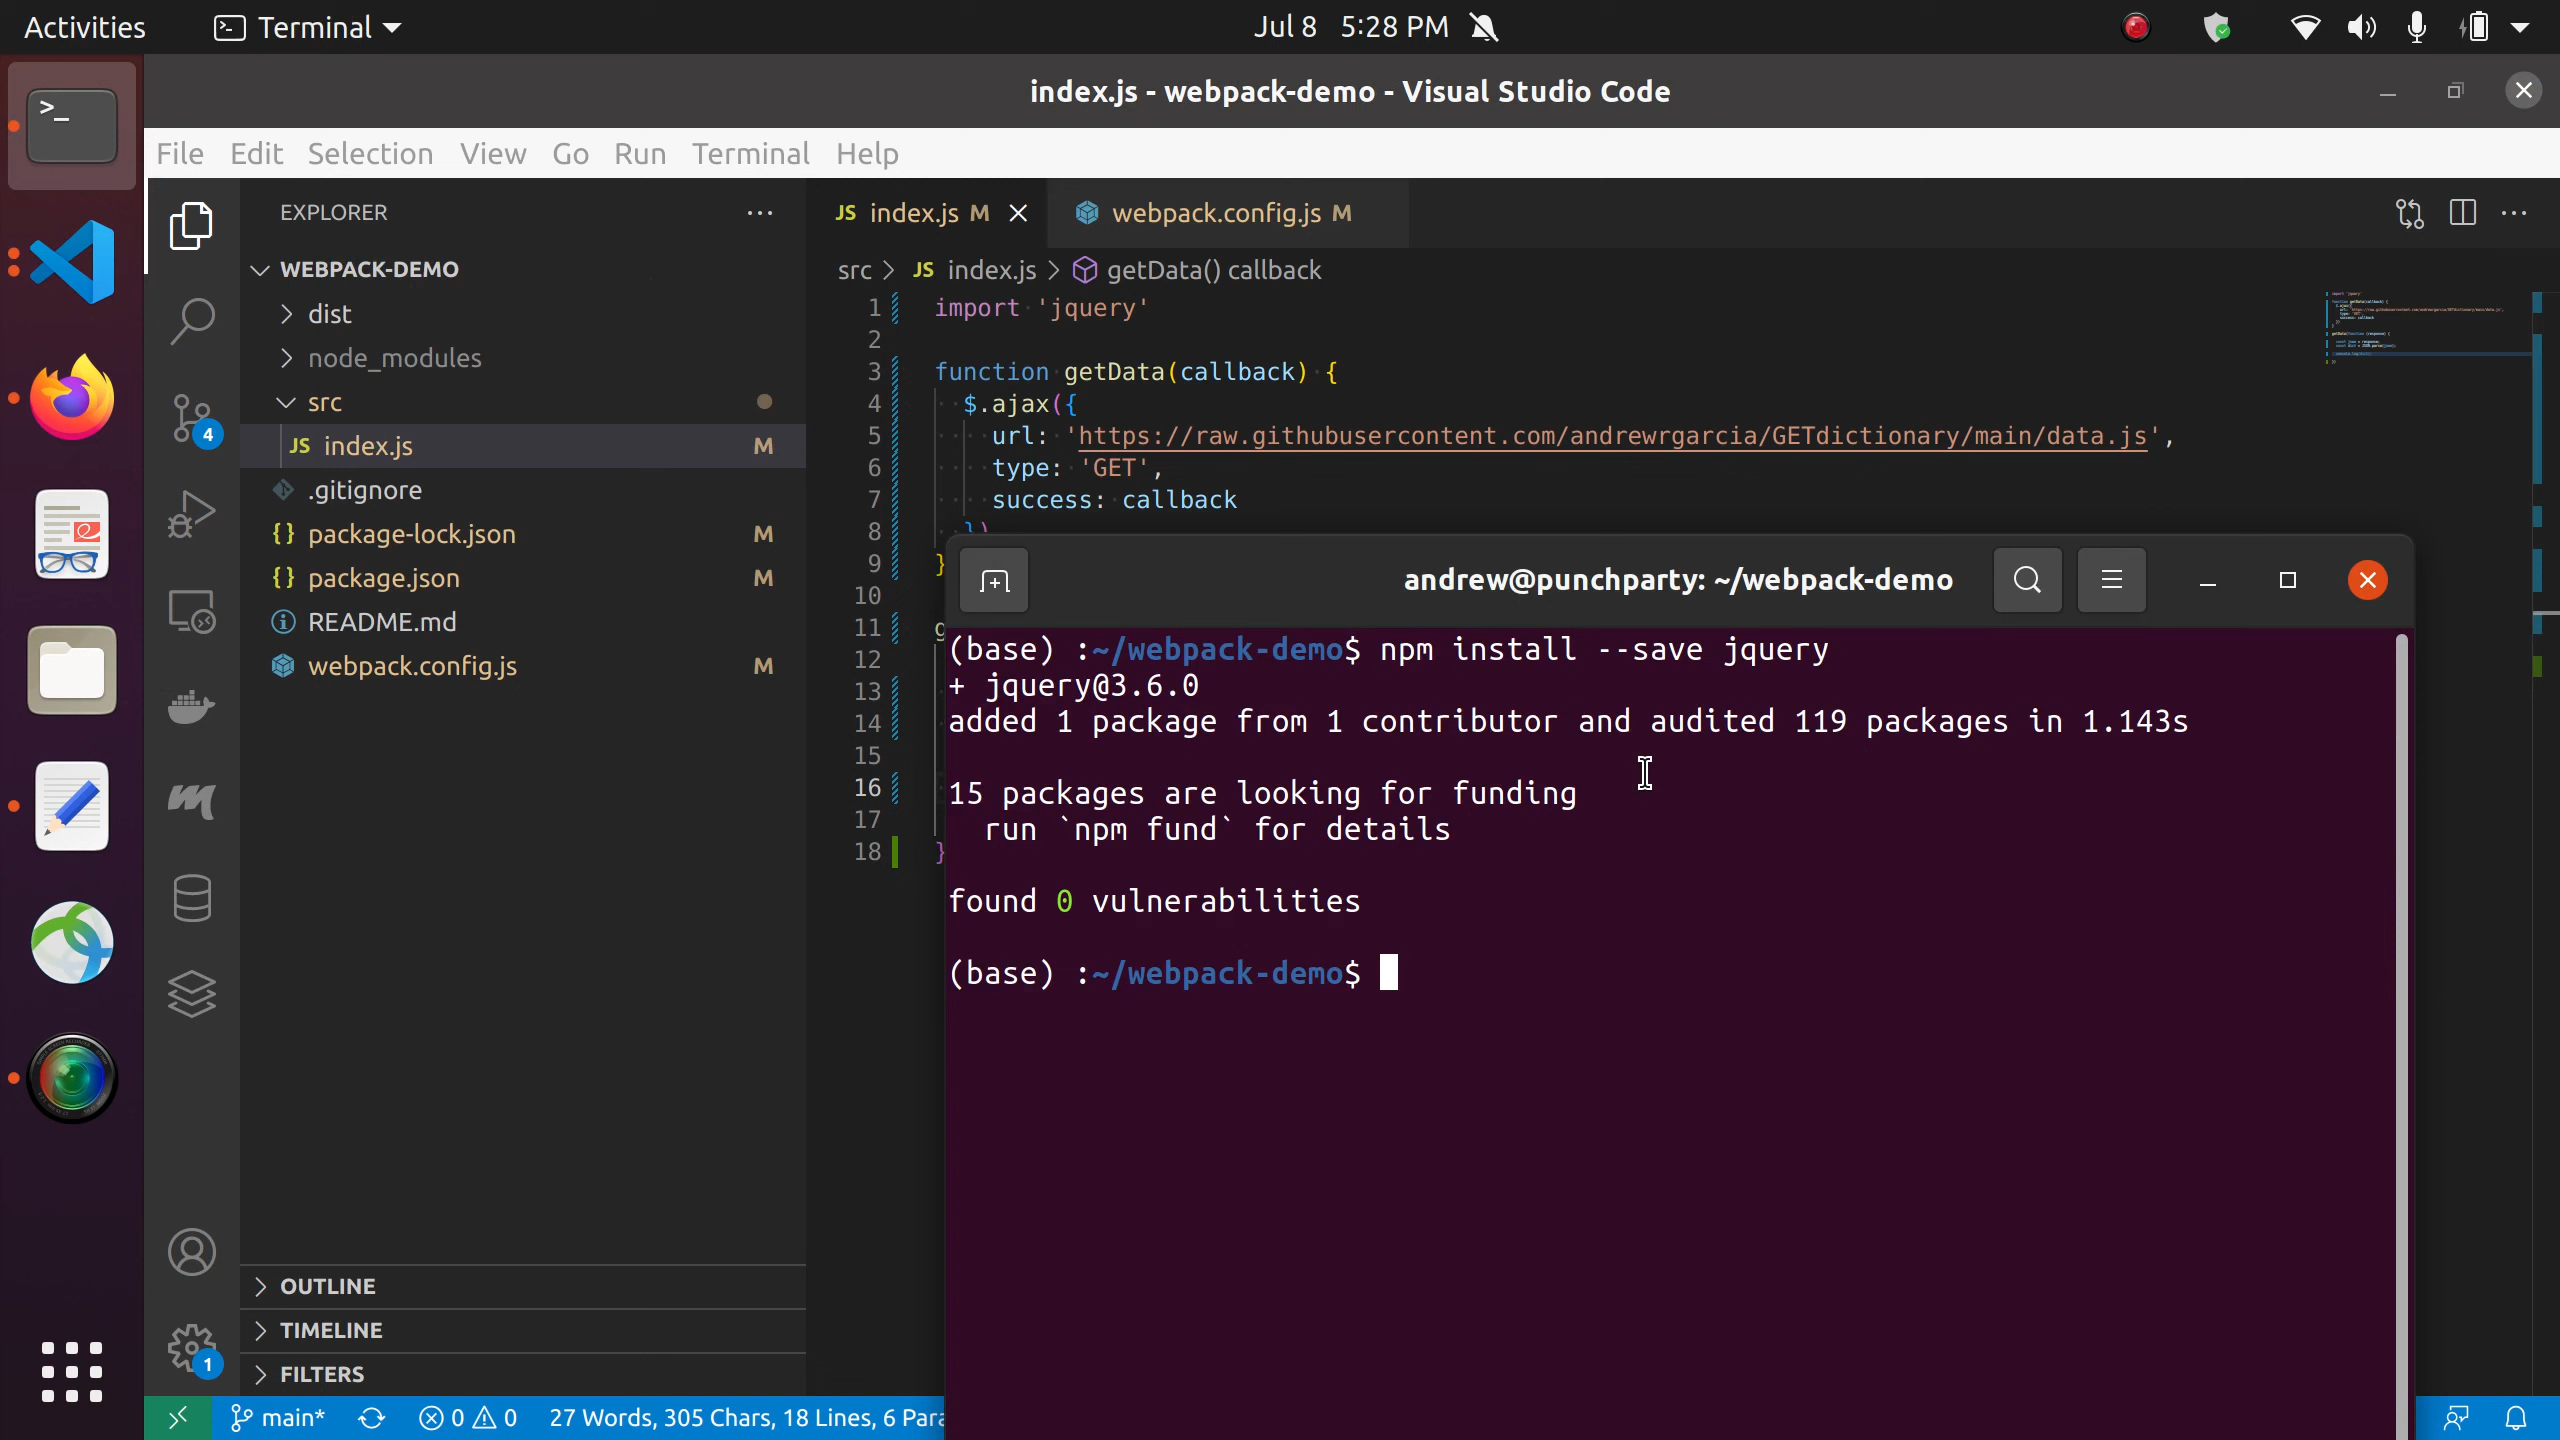 Activities
Terminal
Jul 8 5:28 PM
index.js - webpack-demo - Visual Studio Code
File Edit Selection View Go Run Terminal Help
EXPLORER
WEBPACK-DEMO
dist
node_modules
src
JS index.js M
.gitignore
{} package-lock.json M
{} package.json M
README.md
webpack.config.js M
4
OUTLINE
TIMELINE
FILTERS
1
JS index.js M
webpack.config.js M
src > JS index.js > getData() callback
1 import 'jquery'
2
3 function getData(callback) {
4 $.ajax({
5 url: 'https://raw.githubusercontent.com/andrewrgarcia/GETdictionary/main/data.js',
6 type: 'GET',
7 success: callback
8 })
9 }
10
11 g
12
13
14
15
16
17
18 }
andrew@punchparty: ~/webpack-demo
(base) :~/webpack-demo$ npm install --save jquery
+ jquery@3.6.0
added 1 package from 1 contributor and audited 119 packages in 1.143s
15 packages are looking for funding
run `npm fund` for details
found 0 vulnerabilities
(base) :~/webpack-demo$
main* 0 0 27 Words, 305 Chars, 18 Lines, 6 Para